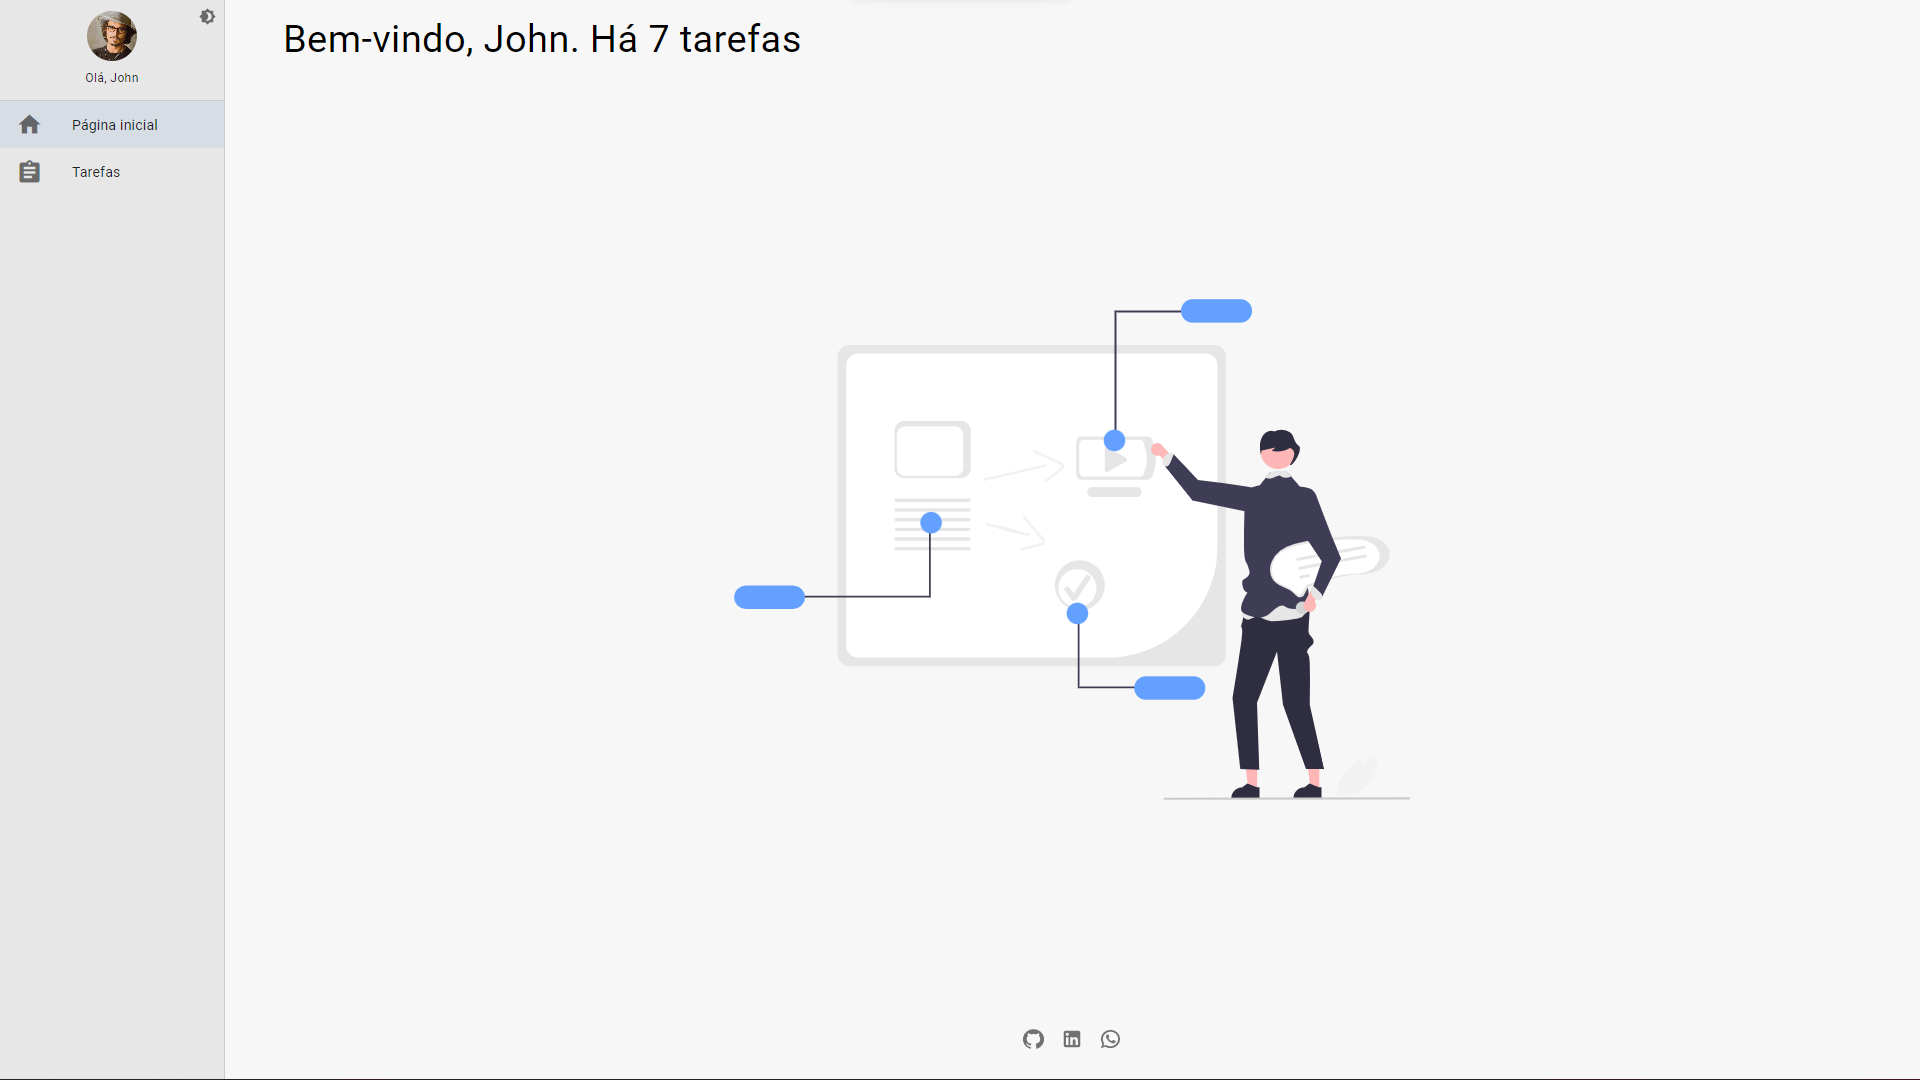 Olá, John
Página inicial
Tarefas
Bem-vindo, John. Há 7 tarefas